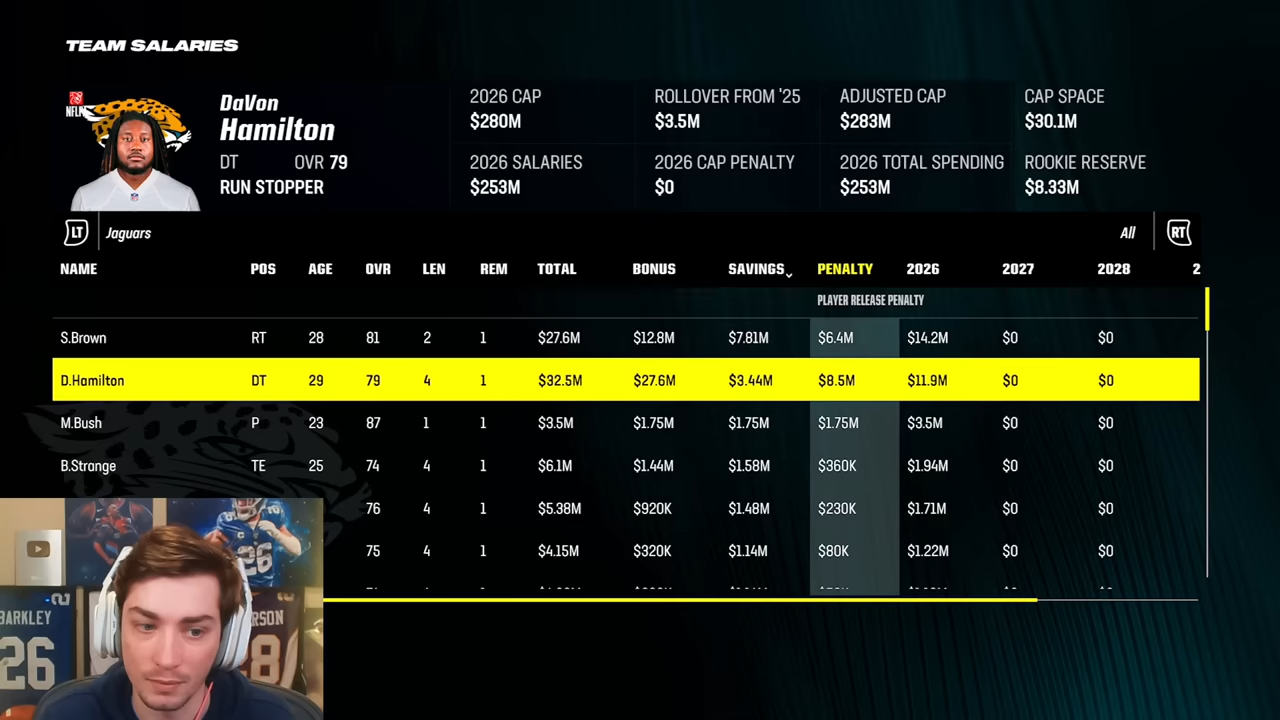 TEAM SALARIES
NFLPA
DaVon
Hamilton
DT OVR 79
RUN STOPPER
2026 CAP ROLLOVER FROM '25 ADJUSTED CAP CAP SPACE
$280M $3.5M $283M $30.1M
2026 SALARIES 2026 CAP PENALTY 2026 TOTAL SPENDING ROOKIE RESERVE
$253M $0 $253M $8.33M
LT Jaguars All RT
NAME POS AGE OVR LEN REM TOTAL BONUS SAVINGS PENALTY 2026 2027 2028 2
PLAYER RELEASE PENALTY
S.Brown RT 28 81 2 1 $27.6M $12.8M $7.81M $6.4M $14.2M $0 $0
D.Hamilton DT 29 79 4 1 $32.5M $27.6M $3.44M $8.5M $11.9M $0 $0
M.Bush P 23 87 1 1 $3.5M $1.75M $1.75M $1.75M $3.5M $0 $0
B.Strange TE 25 74 4 1 $6.1M $1.44M $1.58M $360K $1.94M $0 $0
76 4 1 $5.38M $920K $1.48M $230K $1.71M $0 $0
75 4 1 $4.15M $320K $1.14M $80K $1.22M $0 $0
26
BARKLEY
26